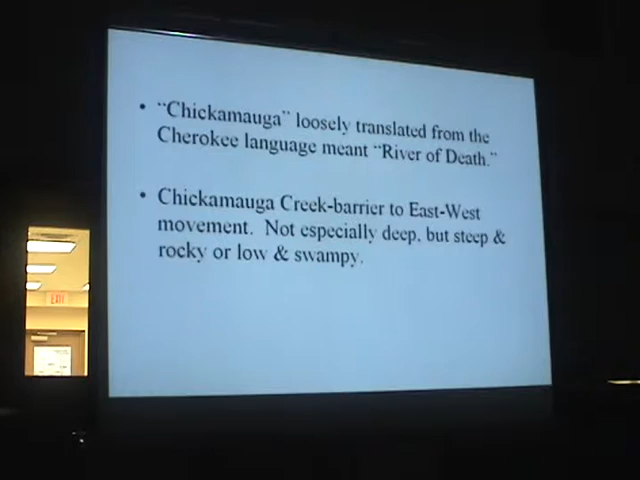 • "Chickamauga" loosely translated from the
Cherokee language meant "River of Death."
• Chickamauga Creek-barrier to East-West
movement. Not especially deep, but steep &
rocky or low & swampy.
EXIT